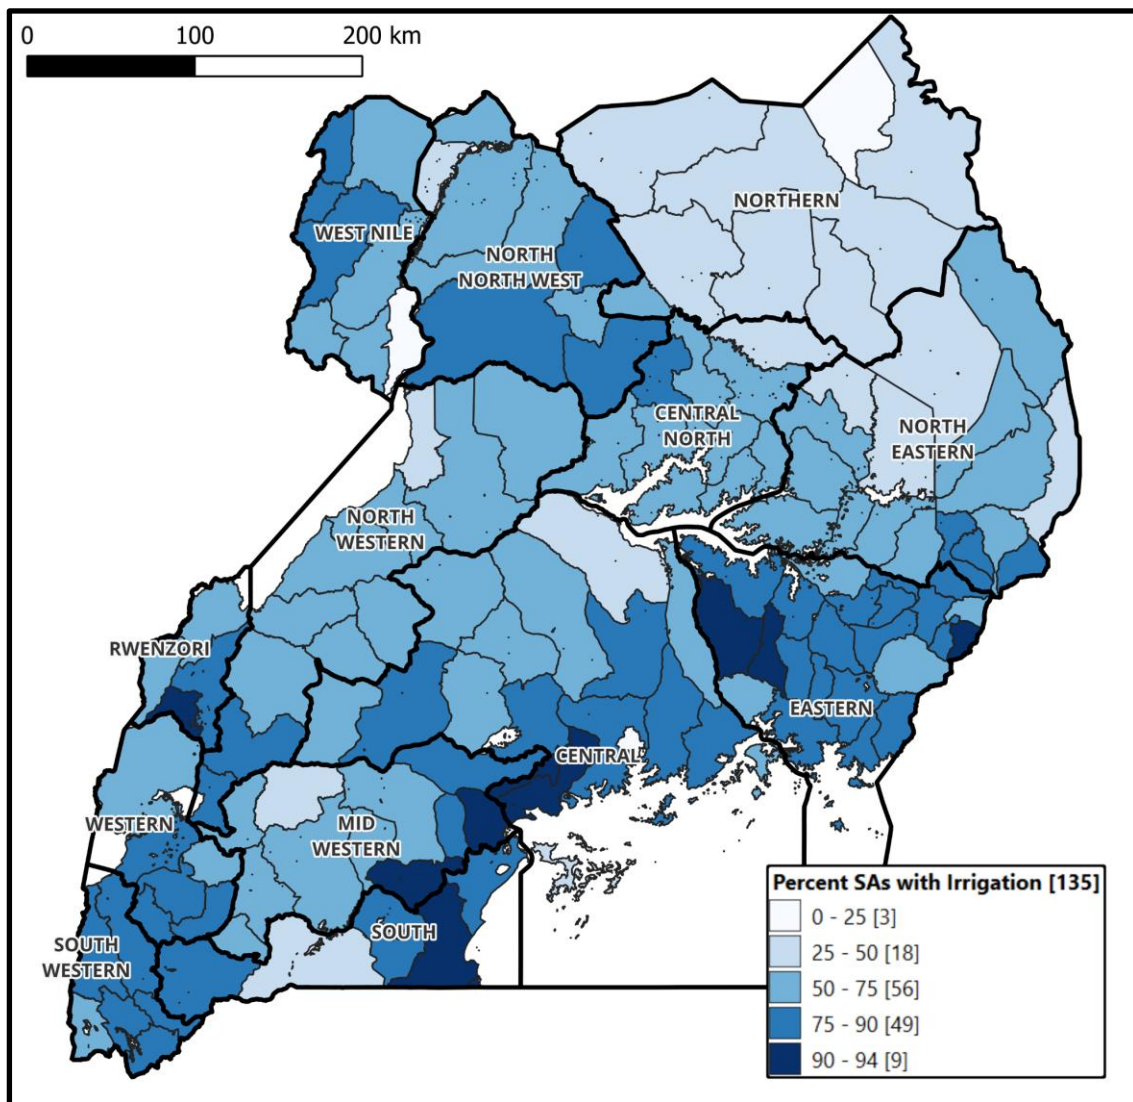 0 100 200 km
NORTHERN
WEST NILE
NORTH
NORTH WEST
CENTRAL
NORTH
NORTH
EASTERN
NORTH
WESTERN
RWENZORI
EASTERN
CENTRAL
WESTERN
MID
WESTERN
SOUTH
SOUTH
WESTERN
Percent SAs with Irrigation [135]
0 - 25 [3]
25 - 50 [18]
50 - 75 [56]
75 - 90 [49]
90 - 94 [9]